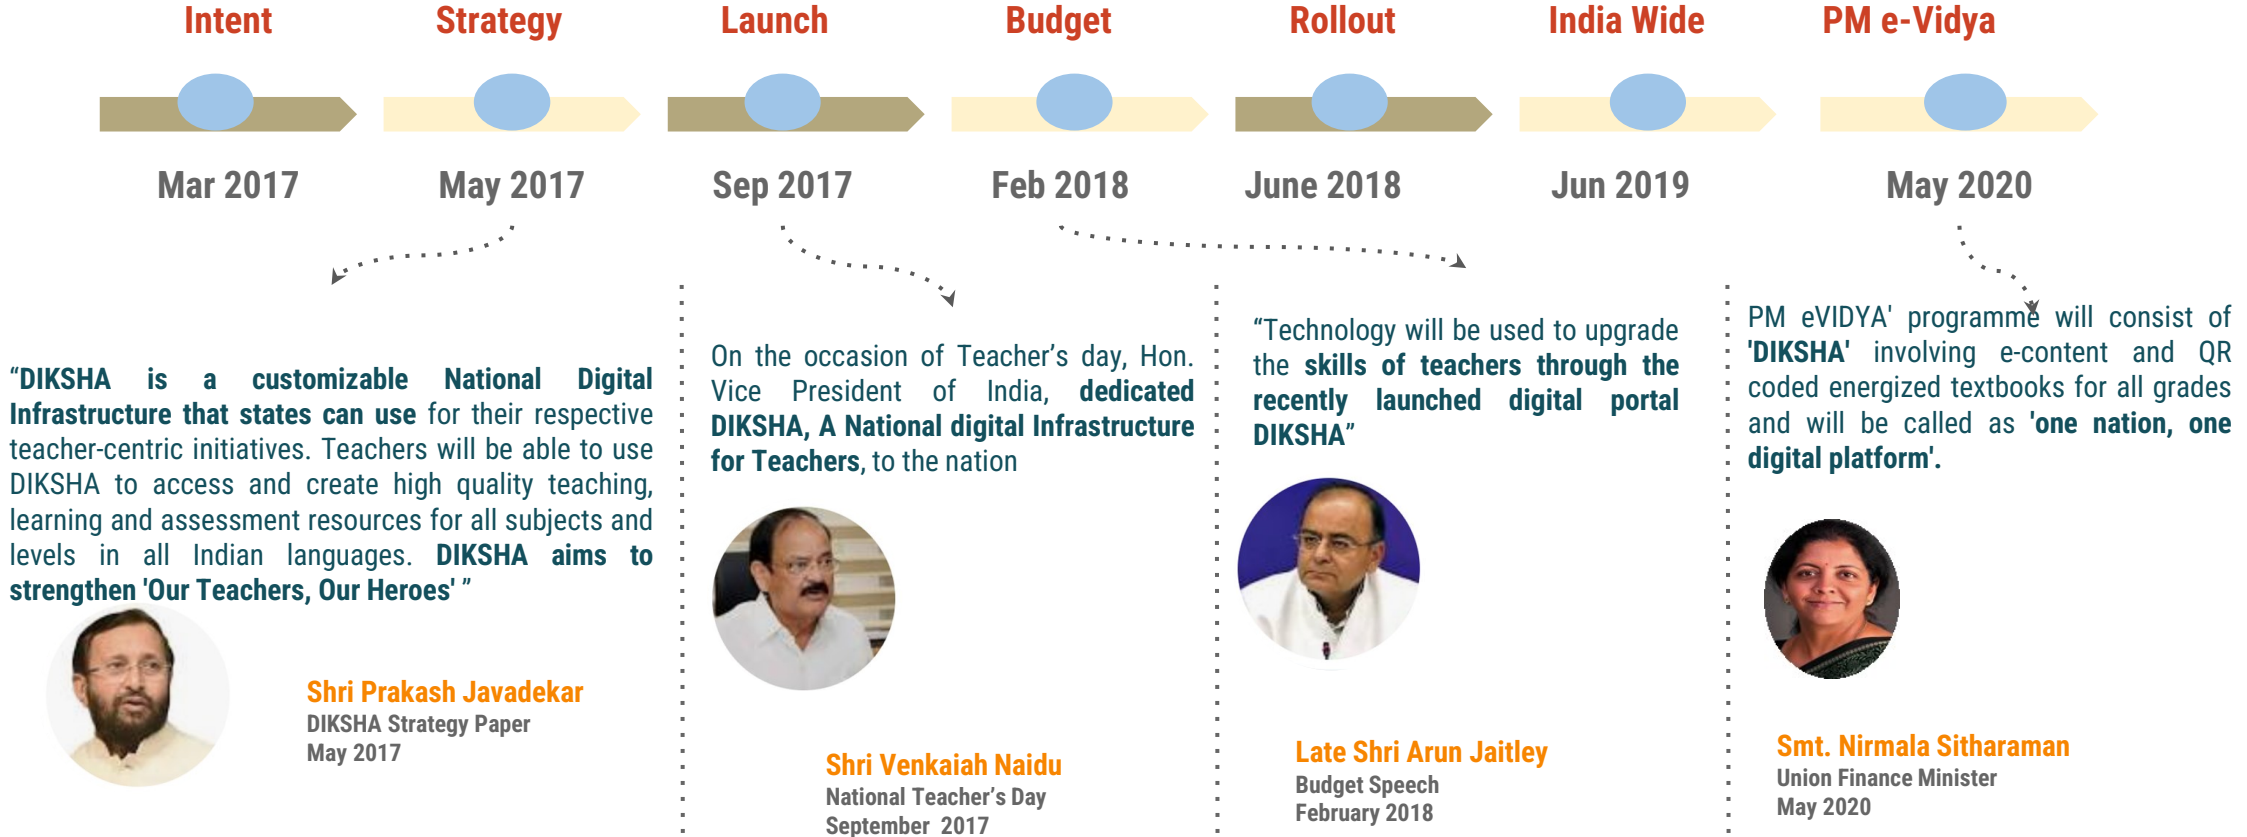 Intent Strategy Launch Budget Rollout India Wide PM e-Vidya
Mar 2017 May 2017 Sep 2017 Feb 2018 June 2018 Jun 2019 May 2020
“DIKSHA is a customizable National Digital
Infrastructure that states can use for their respective
teacher-centric initiatives. Teachers will be able to use
DIKSHA to access and create high quality teaching,
learning and assessment resources for all subjects and
levels in all Indian languages. DIKSHA aims to
strengthen 'Our Teachers, Our Heroes' ”
Shri Prakash Javadekar
DIKSHA Strategy Paper
May 2017
On the occasion of Teacher’s day, Hon.
Vice President of India, dedicated
DIKSHA, A National digital Infrastructure
for Teachers, to the nation
Shri Venkaiah Naidu
National Teacher’s Day
September 2017
“Technology will be used to upgrade
the skills of teachers through the
recently launched digital portal
DIKSHA”
Late Shri Arun Jaitley
Budget Speech
February 2018
PM eVIDYA' programme will consist of
'DIKSHA' involving e-content and QR
coded energized textbooks for all grades
and will be called as 'one nation, one
digital platform'.
Smt. Nirmala Sitharaman
Union Finance Minister
May 2020